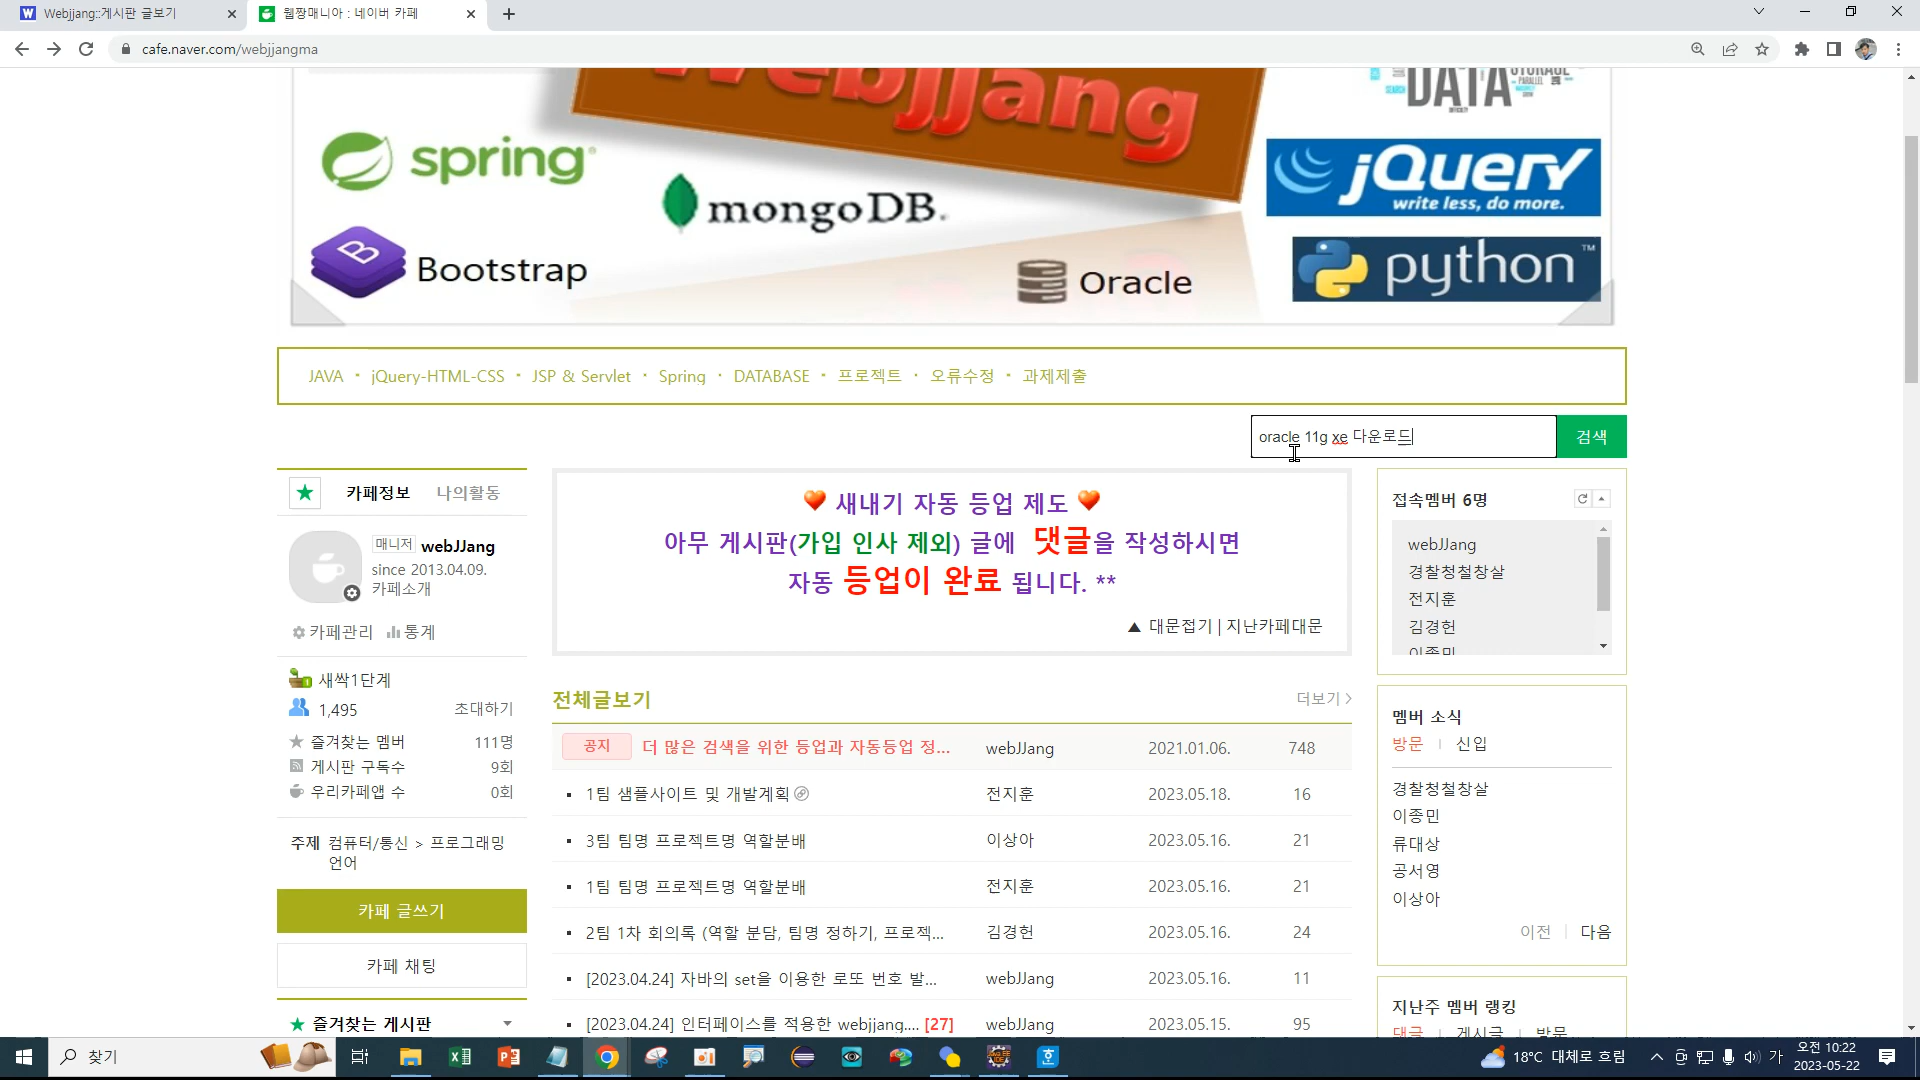 Webjjang::게시판 글보기
웹짱매니아 : 네이버 카페
cafe.naver.com/webjjangma
WebJJang
DATA
spring
mongoDB.
jQuery
write less, do more.
Bootstrap
Oracle
python
JAVA · jQuery-HTML-CSS · JSP & Servlet · Spring · DATABASE · 프로젝트 · 오류수정 · 과제제출
oracle 11g xe 다운로드
검색
카페정보 나의활동
매니저 webJJang
since 2013.04.09.
카페소개
카페관리 통계
새싹1단계
1,495 초대하기
즐겨찾는 멤버 111명
게시판 구독수 9회
우리카페앱 수 0회
주제 컴퓨터/통신 > 프로그래밍
언어
카페 글쓰기
카페 채팅
즐겨찾는 게시판
새내기 자동 등업 제도
아무 게시판(가입 인사 제외) 글에 댓글을 작성하시면
자동 등업이 완료 됩니다. **
▲ 대문접기 | 지난카페대문
전체글보기 더보기 >
공지 더 많은 검색을 위한 등업과 자동등업 정... webJJang 2021.01.06. 748
1팀 샘플사이트 및 개발계획 전지훈 2023.05.18. 16
3팀 팀명 프로젝트명 역할분배 이상아 2023.05.16. 21
1팀 팀명 프로젝트명 역할분배 전지훈 2023.05.16. 21
2팀 1차 회의록 (역할 분담, 팀명 정하기, 프로젝... 김경헌 2023.05.16. 24
[2023.04.24] 자바의 set을 이용한 로또 번호 발... webJJang 2023.05.16. 11
[2023.04.24] 인터페이스를 적용한 webjjang.... [27] webJJang 2023.05.15. 95
접속멤버 6명
webJJang
경찰청철창살
전지훈
김경헌
이종민
멤버 소식
방문 신입
경찰청철창살
이종민
류대상
공서영
이상아
이전 다음
지난주 멤버 랭킹
댓글 게시글 방문
찾기
18°C 대체로 흐림
가
오전 10:22
2023-05-22